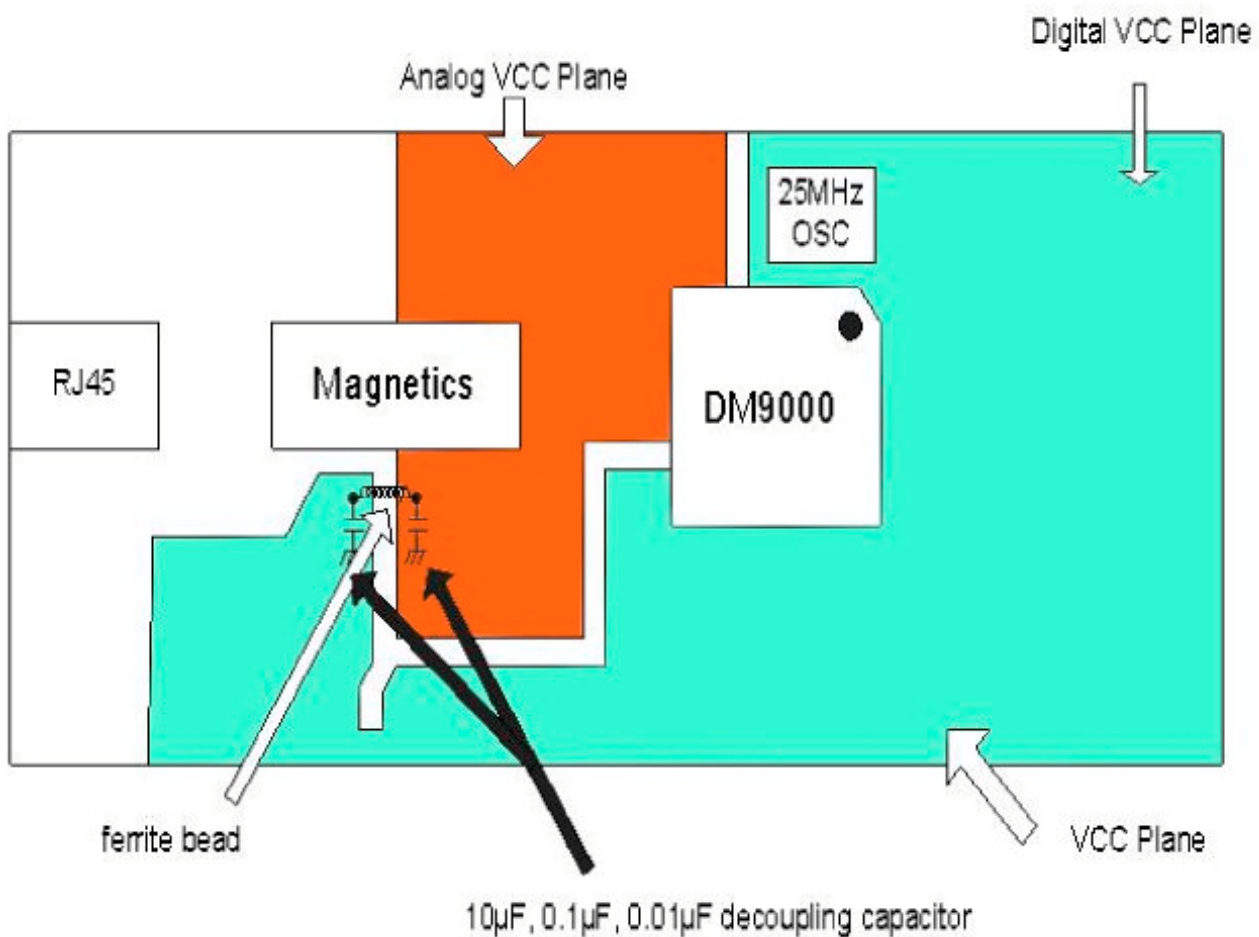 Digital VCC Plane
Analog VCC Plane
25MHz
OSC
RJ45
Magnetics
DM9000
ferrite bead
VCC Plane
10µF, 0.1µF, 0.01µF decoupling capacitor